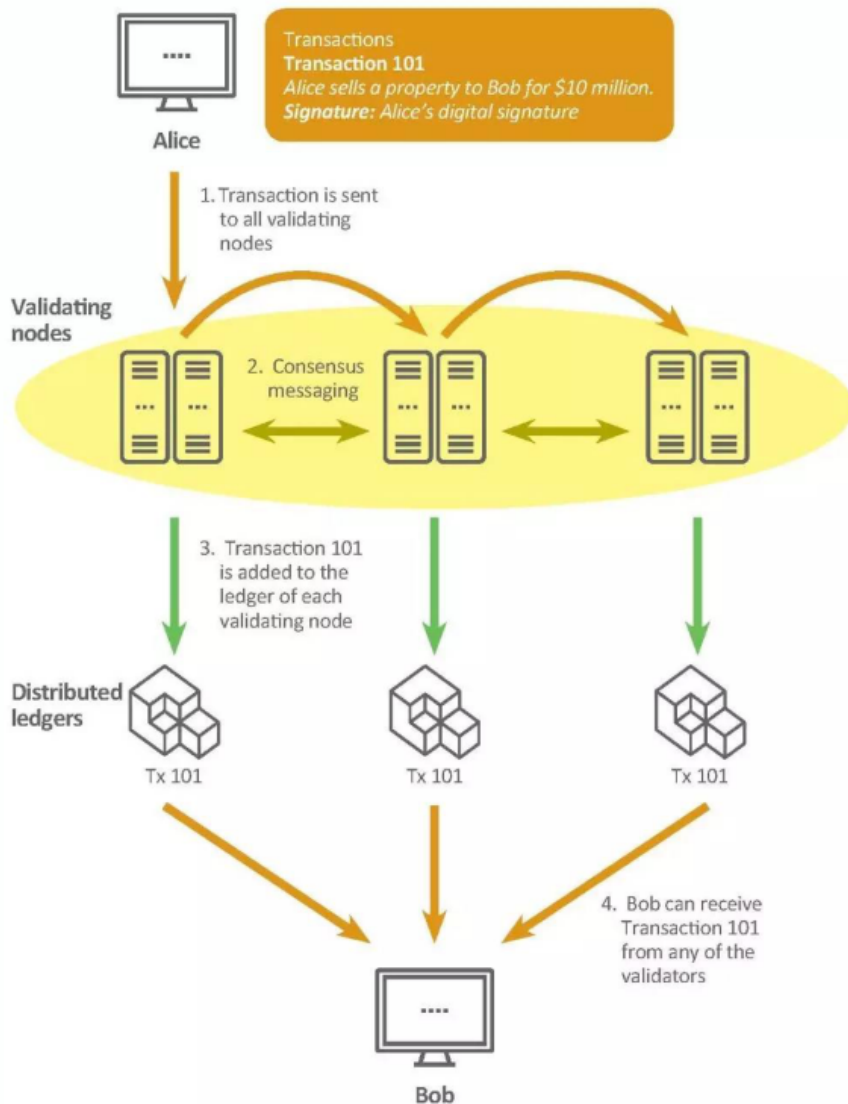 Transactions
Transaction 101
Alice sells a property to Bob for $10 million.
Signature: Alice's digital signature
Alice
1. Transaction is sent
to all validating
nodes
Validating
nodes
2. Consensus
messaging
3. Transaction 101
is added to the
ledger of each
validating node
Distributed
ledgers
Tx 101
Tx 101
Tx 101
4. Bob can receive
Transaction 101
from any of the
validators
Bob